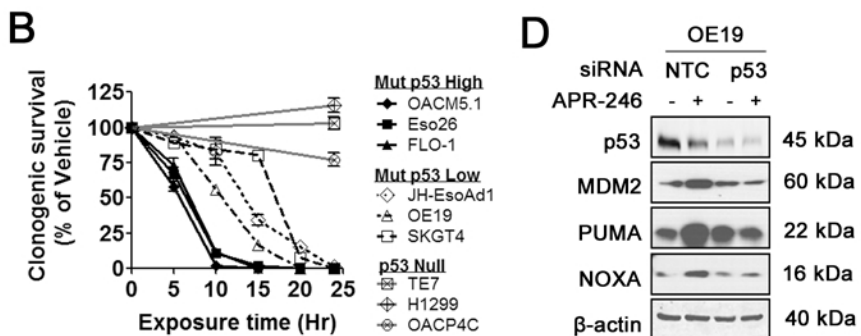 B
Clonogenic survival
(% of Vehicle)
125
100
75
50
25
0
0 5 10 15 20 25
Exposure time (Hr)
Mut p53 High
OACM5.1
Eso26
FLO-1
Mut p53 Low
JH-EsoAd1
OE19
SKGT4
p53 Null
TE7
H1299
OACP4C
D
OE19
siRNA NTC p53
APR-246 - + - +
p53 45 kDa
MDM2 60 kDa
PUMA 22 kDa
NOXA 16 kDa
β-actin 40 kDa